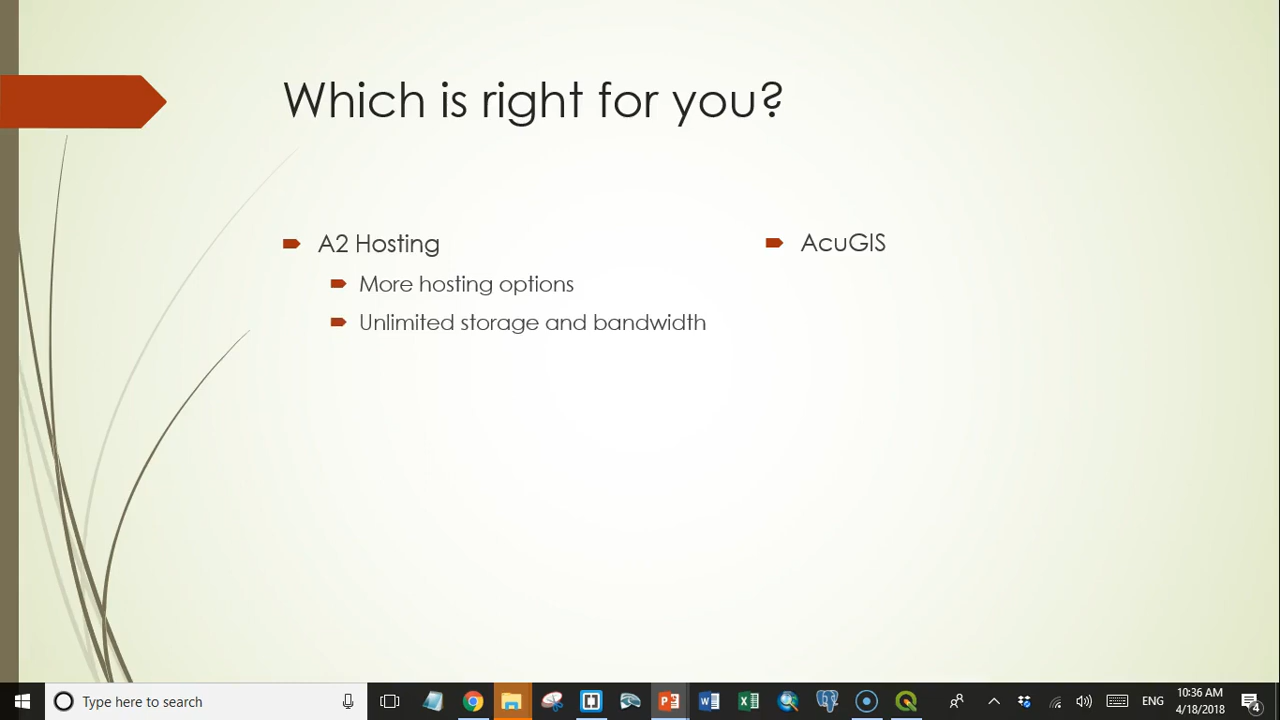 Which is right for you?
A2 Hosting
More hosting options
Unlimited storage and bandwidth
AcuGIS
Type here to search
ENG
10:36 AM
4/18/2018
4